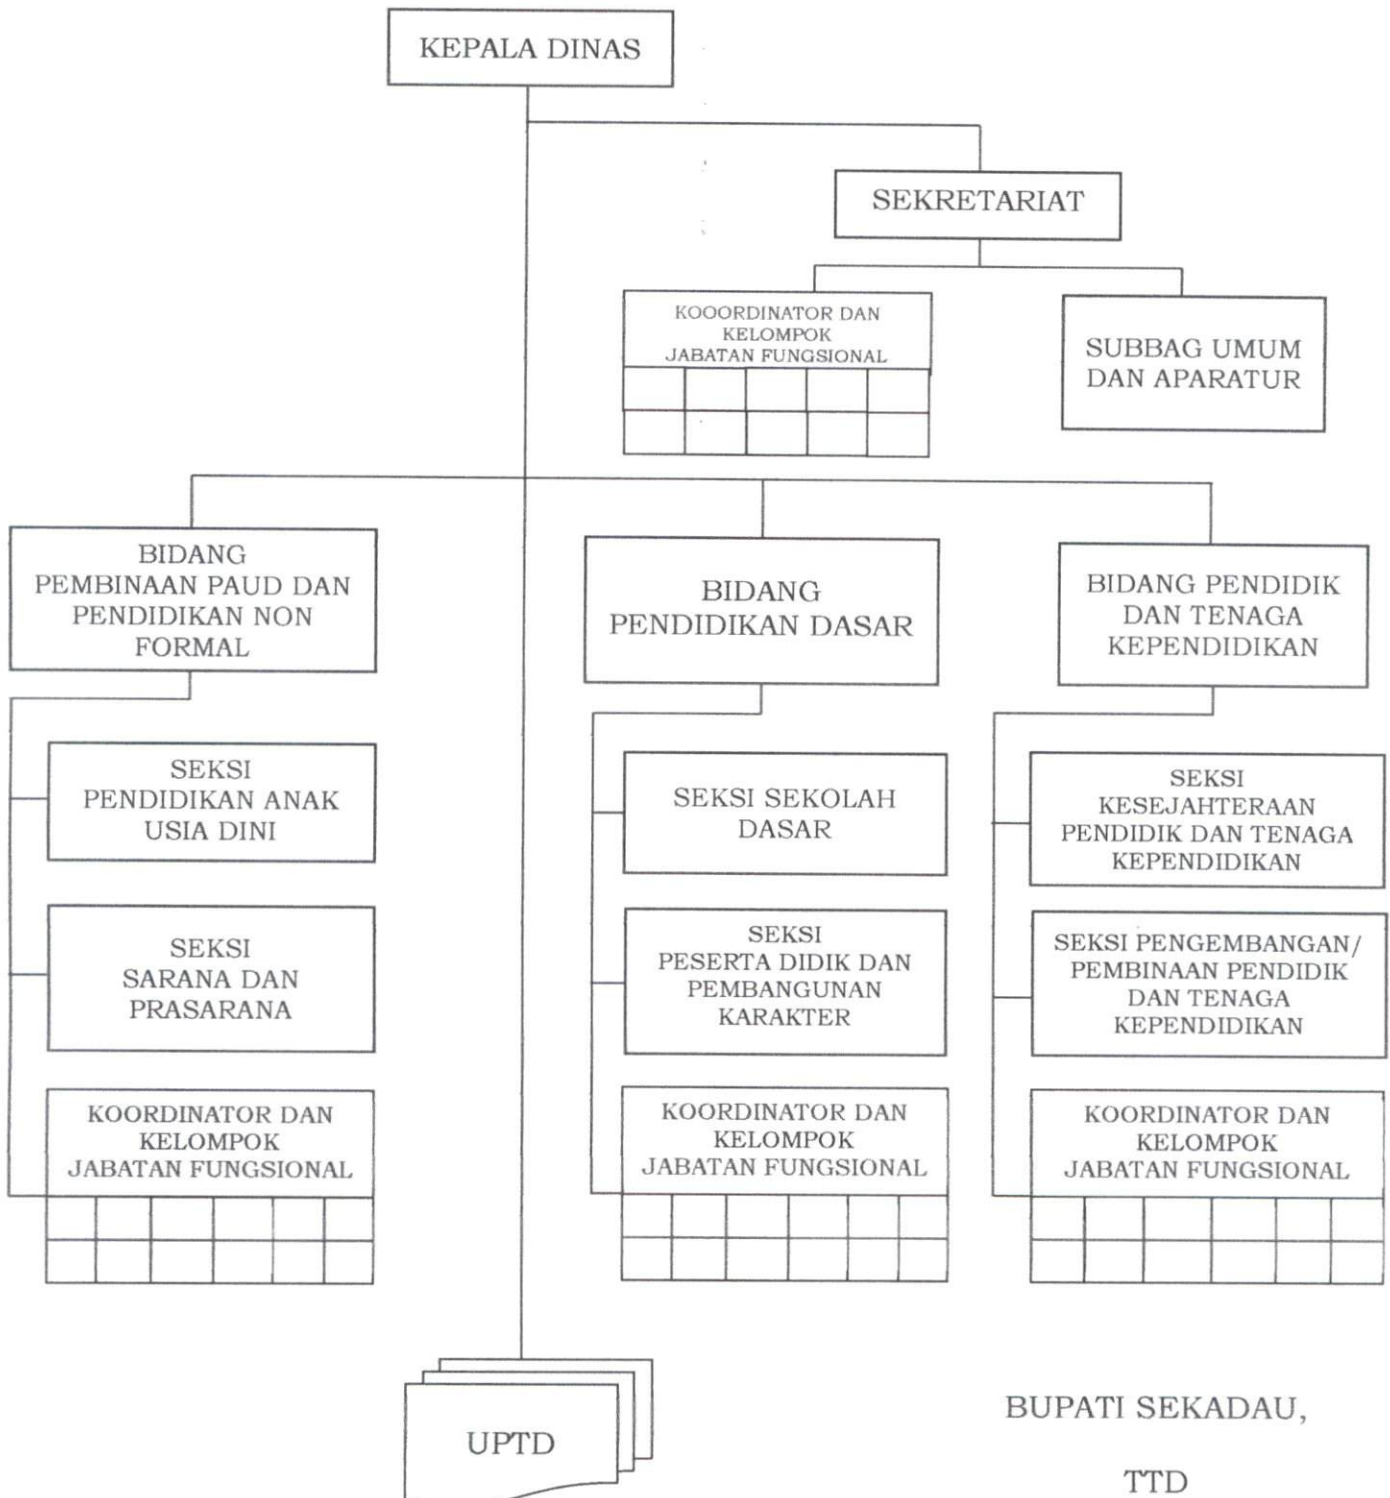 KEPALA DINAS
SEKRETARIAT
KOOORDINATOR DAN
KELOMPOK
JABATAN FUNGSIONAL
SUBBAG UMUM
DAN APARATUR
BIDANG
PEMBINAAN PAUD DAN
PENDIDIKAN NON
FORMAL
BIDANG
PENDIDIKAN DASAR
BIDANG PENDIDIK
DAN TENAGA
KEPENDIDIKAN
SEKSI
PENDIDIKAN ANAK
USIA DINI
SEKSI SEKOLAH
DASAR
SEKSI
KESEJAHTERAAN
PENDIDIK DAN TENAGA
KEPENDIDIKAN
SEKSI
SARANA DAN
PRASARANA
SEKSI
PESERTA DIDIK DAN
PEMBANGUNAN
KARAKTER
SEKSI PENGEMBANGAN/
PEMBINAAN PENDIDIK
DAN TENAGA
KEPENDIDIKAN
KOORDINATOR DAN
KELOMPOK
JABATAN FUNGSIONAL
KOORDINATOR DAN
KELOMPOK
JABATAN FUNGSIONAL
KOORDINATOR DAN
KELOMPOK
JABATAN FUNGSIONAL
UPTD
BUPATI SEKADAU,
TTD